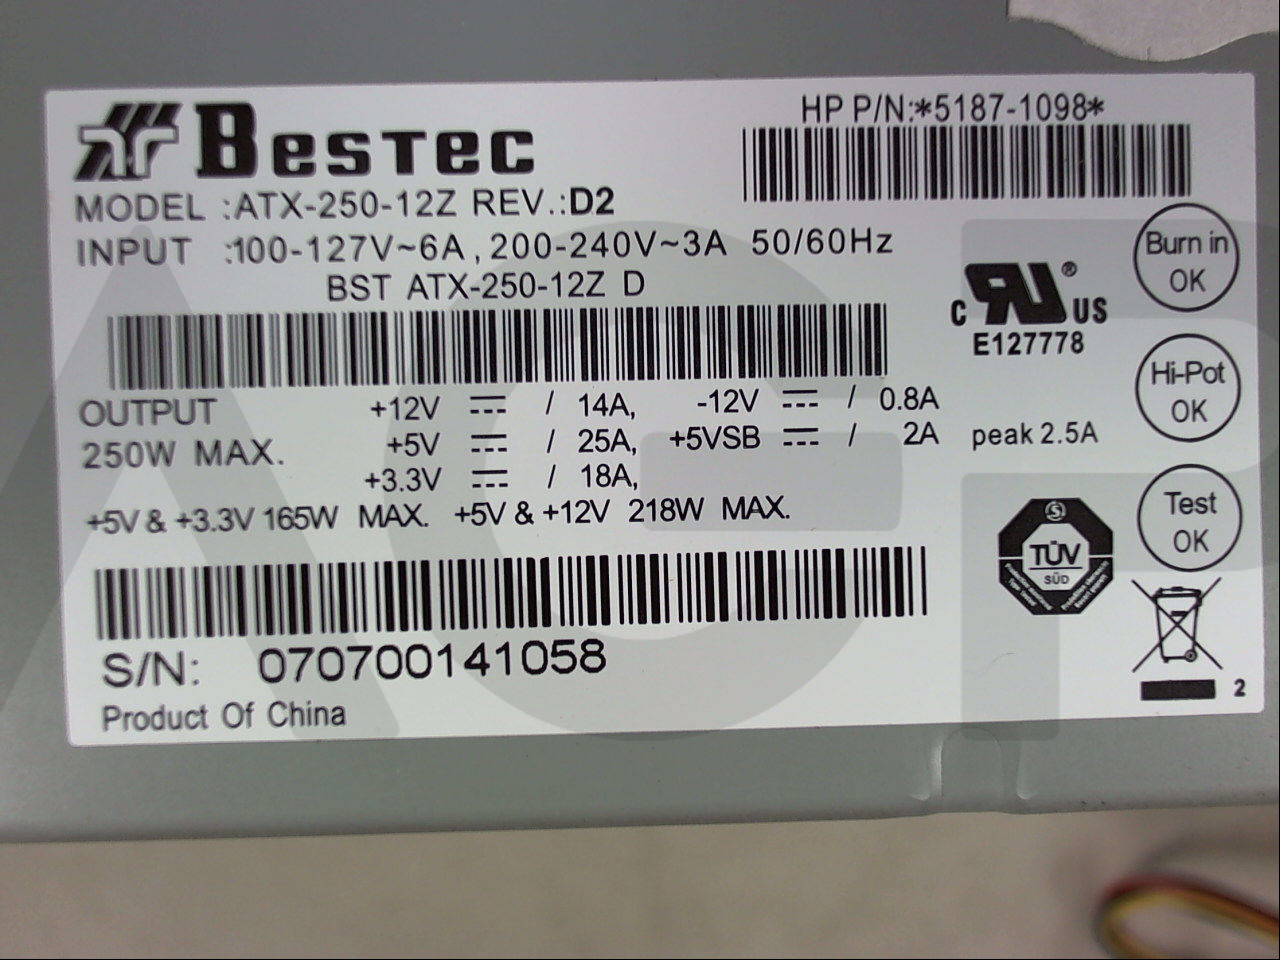 BESTEC
HP P/N:*5187-1098*
MODEL :ATX-250-12Z REV.:D2
INPUT :100-127V~6A , 200-240V~3A 50/60Hz
BST ATX-250-12Z D
Burn in
OK
c RU ® US
E127778
Hi-Pot
OK
OUTPUT +12V ⎓ / 14A, -12V ⎓ / 0.8A
250W MAX. +5V ⎓ / 25A, +5VSB ⎓ / 2A peak 2.5A
+3.3V ⎓ / 18A,
+5V & +3.3V 165W MAX. +5V & +12V 218W MAX.
Test
OK
S
TÜV
SÜD
S/N: 070700141058
2
Product Of China
AGP